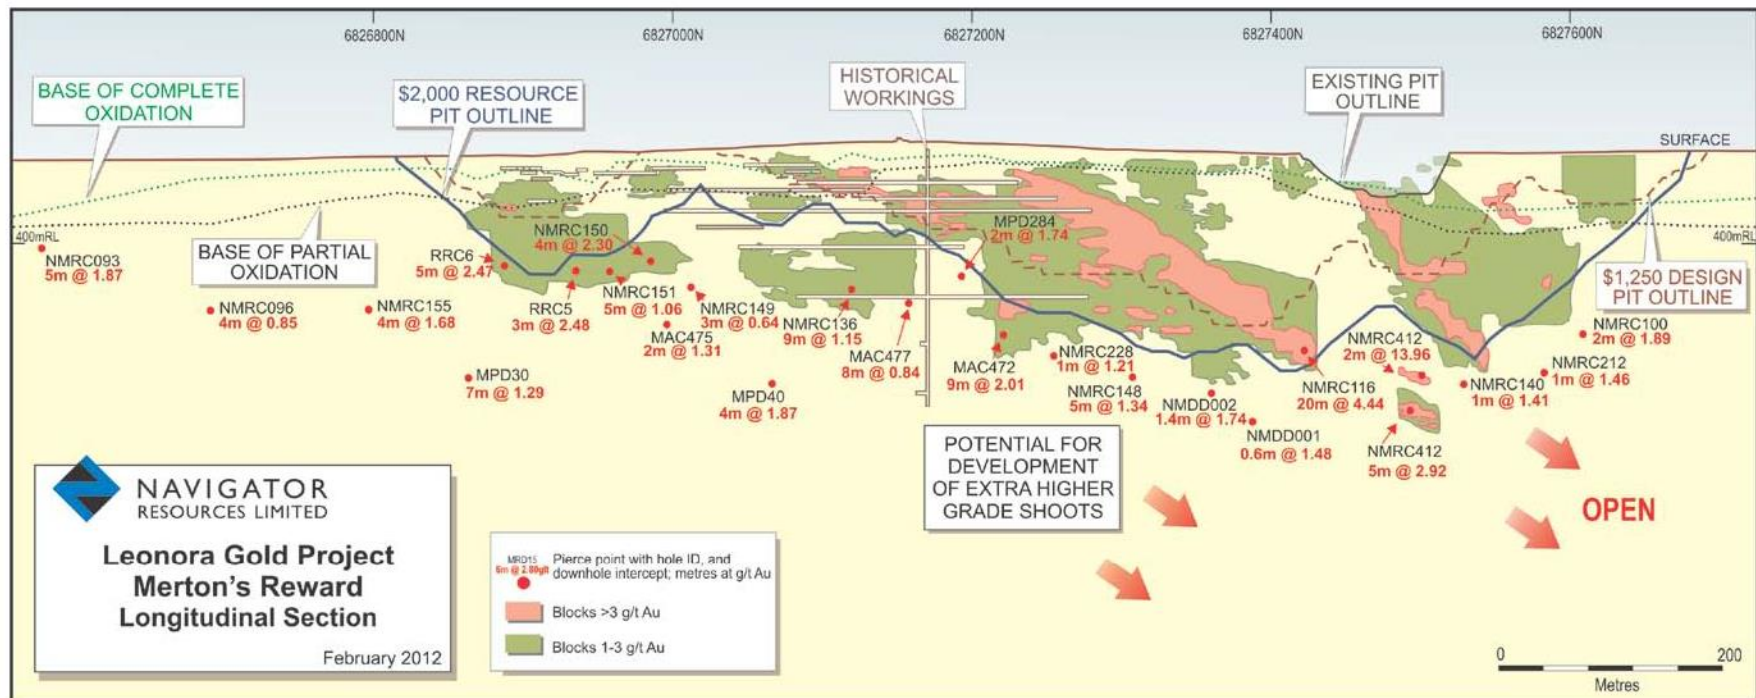 6822800N
6827000N
6827200N
6827400N
6827600N
BASE OF COMPLETE
OXIDATION
$2,000 RESOURCE
PIT OUTLINE
HISTORICAL
WORKINGS
EXISTING PIT
OUTLINE
SURFACE
400mRL
400mRL
BASE OF PARTIAL
OXIDATION
$1,250 DESIGN
PIT OUTLINE
NMRC093
5m @ 1.87
NMRC096
4m @ 0.85
NMRC155
4m @ 1.68
RRC6
5m @ 2.47
NMRC150
4m @ 2.30
RRC5
3m @ 2.48
NMRC151
5m @ 1.06
MAC475
2m @ 1.31
NMRC149
3m @ 0.64
MPD30
7m @ 1.29
MPD40
4m @ 1.87
NMRC136
9m @ 1.15
MAC477
8m @ 0.84
MPD284
2m @ 1.74
MAC472
9m @ 2.01
NMRC228
1m @ 1.21
NMRC148
5m @ 1.34
NMDD002
1.4m @ 1.74
NMDD001
0.6m @ 1.48
NMRC116
20m @ 4.44
NMRC412
2m @ 13.96
NMRC412
5m @ 2.92
NMRC140
1m @ 1.41
NMRC212
1m @ 1.46
NMRC100
2m @ 1.89
POTENTIAL FOR
DEVELOPMENT
OF EXTRA HIGHER
GRADE SHOOTS
OPEN
NAVIGATOR
RESOURCES LIMITED
Leonora Gold Project
Merton's Reward
Longitudinal Section
February 2012
MRD15
6m @ 2.80g/t
Pierce point with hole ID, and
downhole intercept; metres at g/t Au
Blocks >3 g/t Au
Blocks 1-3 g/t Au
0
200
Metres